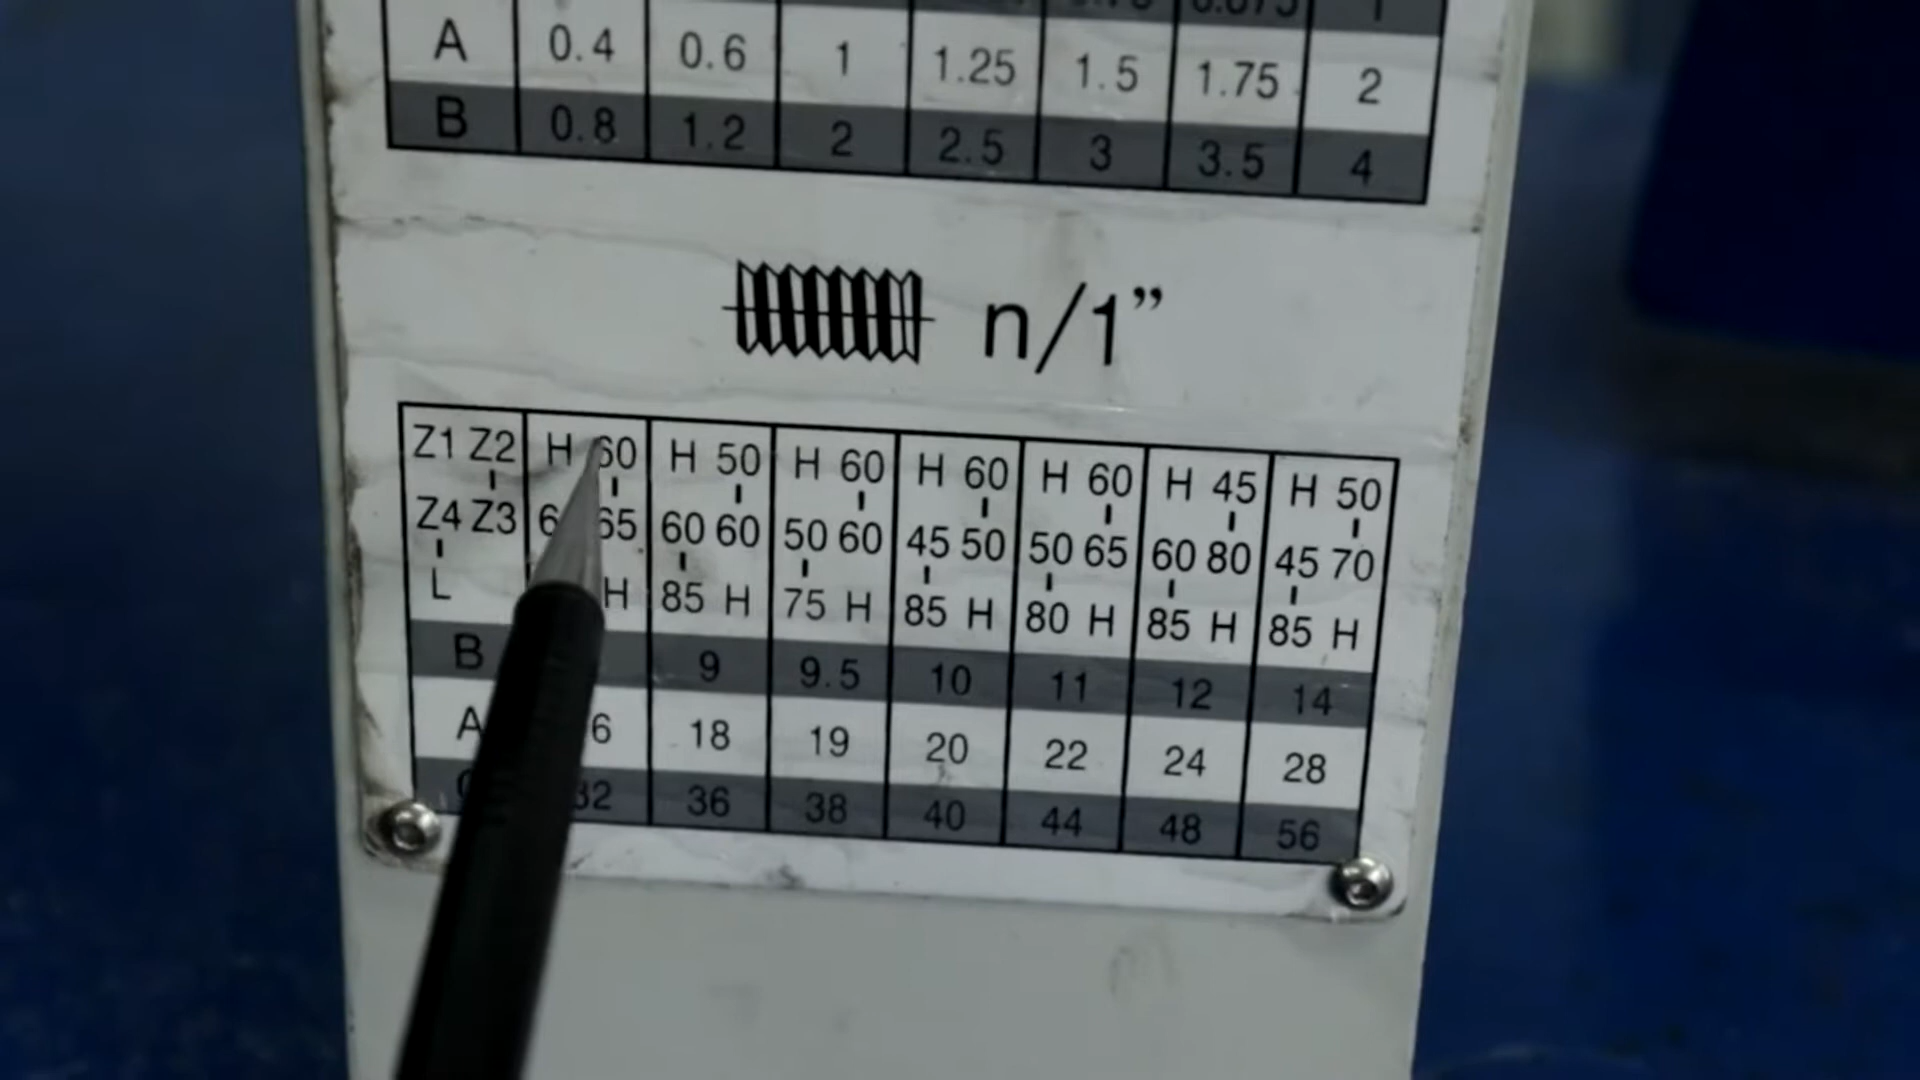 A 0.4 0.6 1 1.25 1.5 1.75 2
B 0.8 1.2 2 2.5 3 3.5 4
n/1"
Z1 Z2 H 60 H 50 H 60 H 60 H 60 H 45 H 50
Z4 Z3 65 60 60 50 60 45 50 50 65 60 80 45 70
L H 85 H 75 H 85 H 80 H 85 H 85 H
B 9 9.5 10 11 12 14
A 18 19 20 22 24 28
32 36 38 40 44 48 56